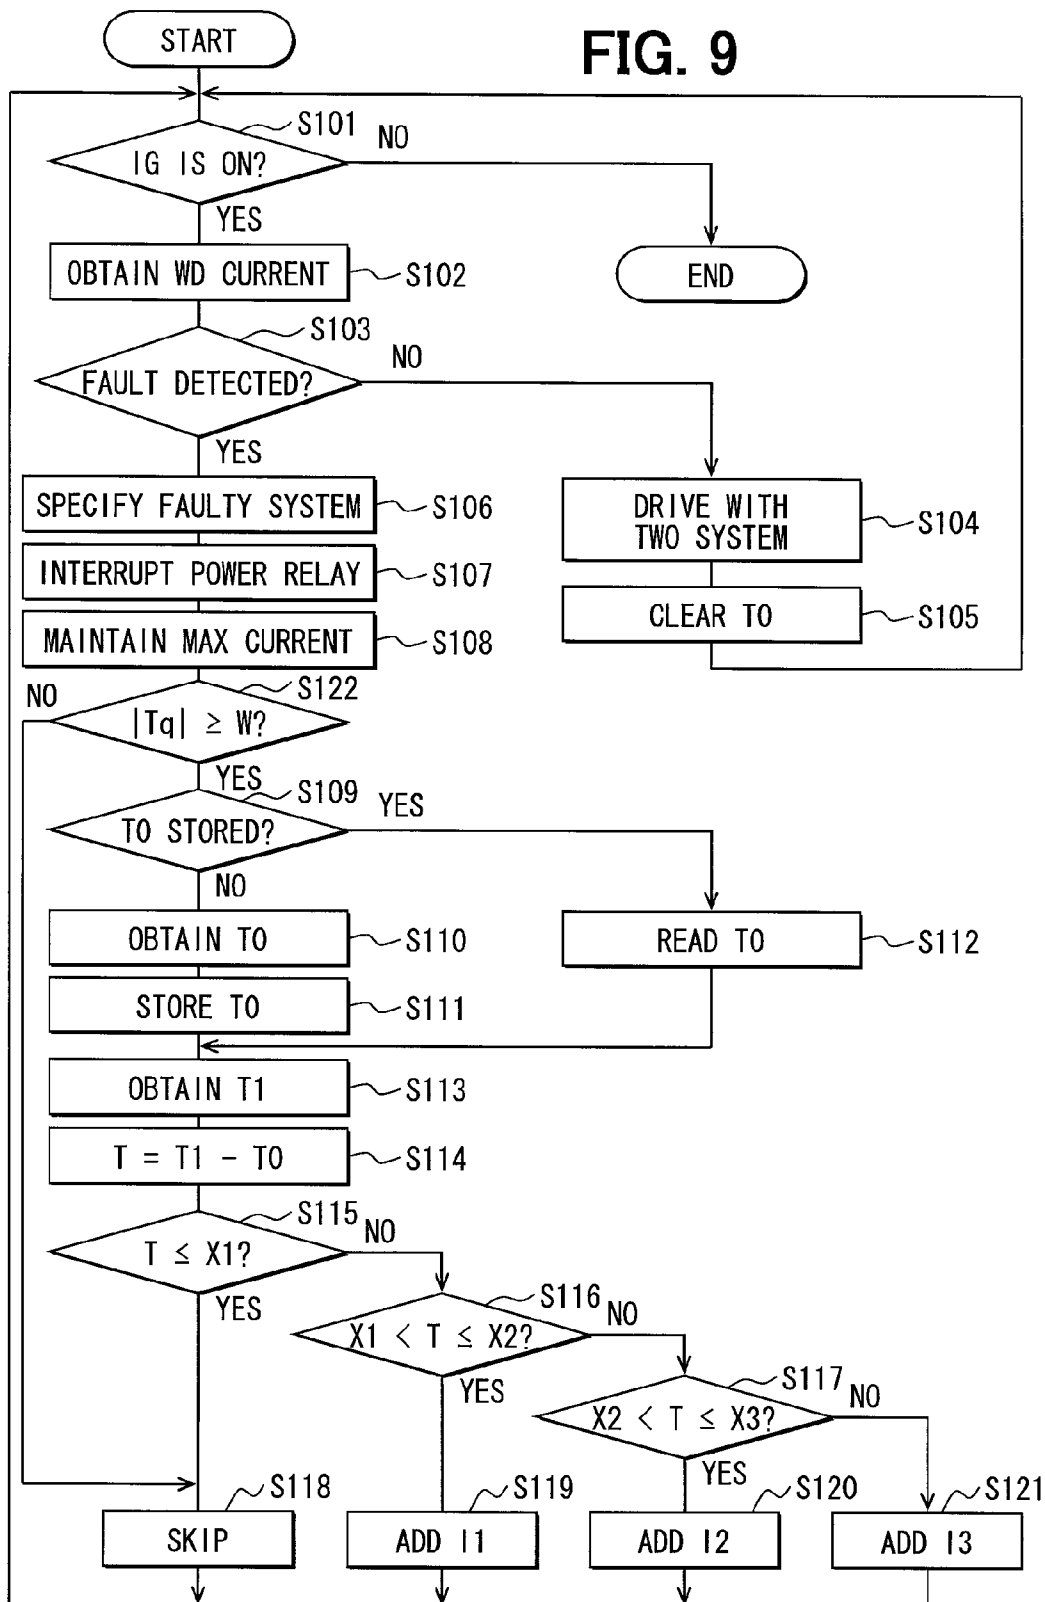 START
FIG. 9
S101
NO
IG IS ON?
YES
END
OBTAIN WD CURRENT
S102
S103
NO
FAULT DETECTED?
YES
SPECIFY FAULTY SYSTEM
S106
DRIVE WITH
TWO SYSTEM
S104
INTERRUPT POWER RELAY
S107
CLEAR T0
S105
MAINTAIN MAX CURRENT
S108
S122
NO
|Tq| ≥ W?
YES
S109
YES
T0 STORED?
NO
OBTAIN T0
S110
READ T0
S112
STORE T0
S111
OBTAIN T1
S113
T = T1 - T0
S114
S115
NO
T ≤ X1?
YES
S116
NO
X1 < T ≤ X2?
YES
S117
NO
X2 < T ≤ X3?
YES
S118
SKIP
S119
ADD I1
S120
ADD I2
S121
ADD I3